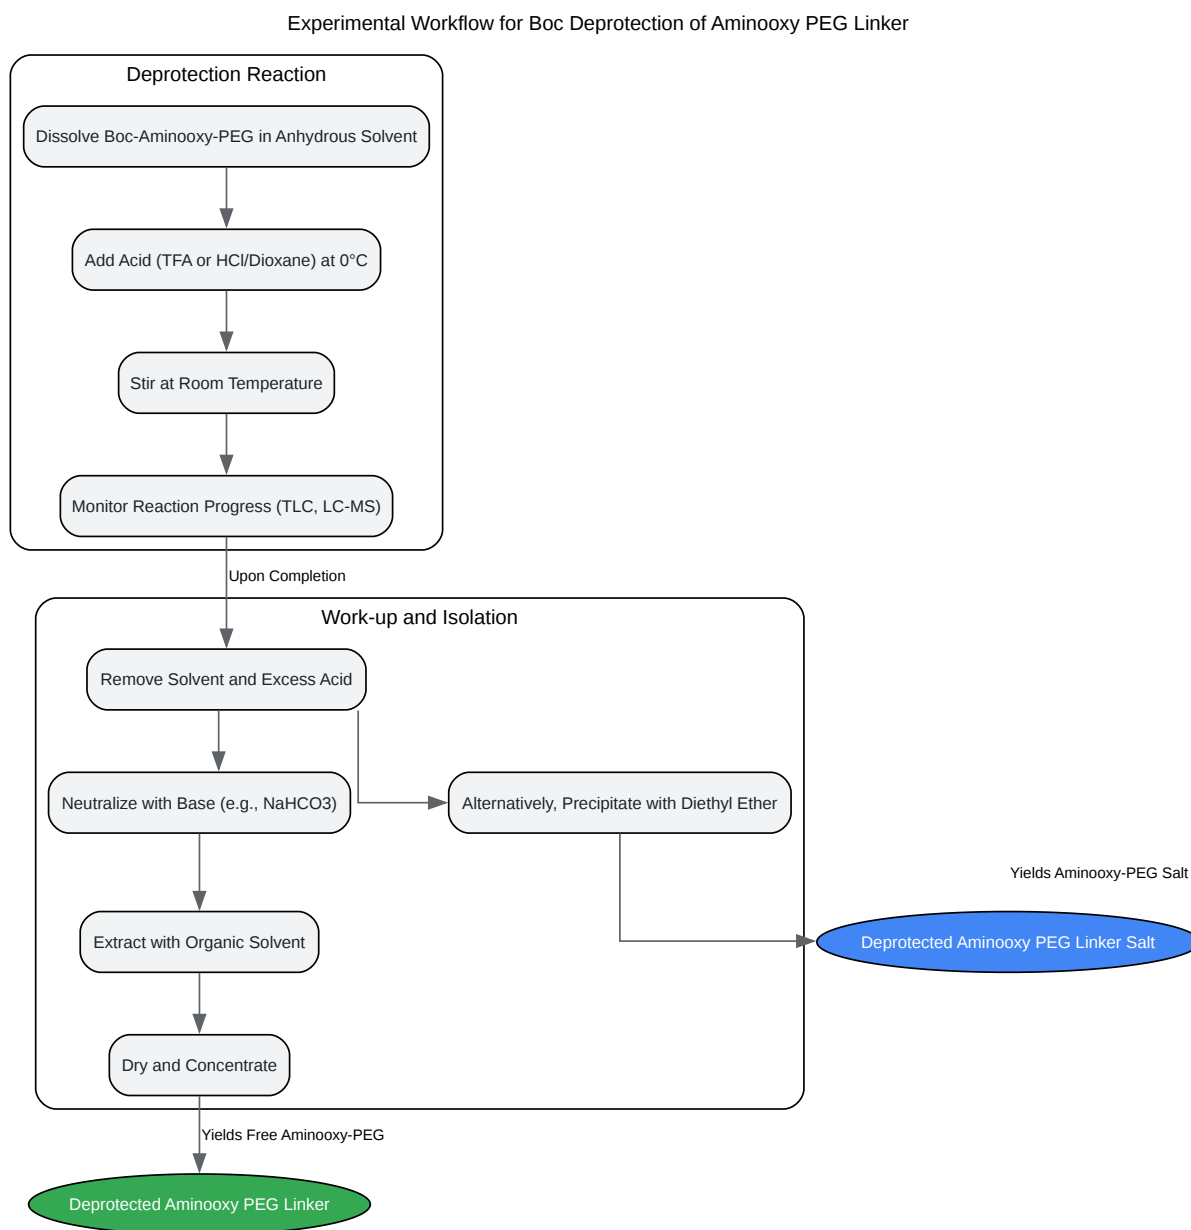 Experimental Workflow for Boc Deprotection of Aminooxy PEG Linker
Deprotection Reaction
Dissolve Boc-Aminooxy-PEG in Anhydrous Solvent
Add Acid (TFA or HCl/Dioxane) at 0°C
Stir at Room Temperature
Monitor Reaction Progress (TLC, LC-MS)
Upon Completion
Work-up and Isolation
Remove Solvent and Excess Acid
Neutralize with Base (e.g., NaHCO3)
Alternatively, Precipitate with Diethyl Ether
Yields Aminooxy-PEG Salt
Extract with Organic Solvent
Deprotected Aminooxy PEG Linker Salt
Dry and Concentrate
Yields Free Aminooxy-PEG
Deprotected Aminooxy PEG Linker